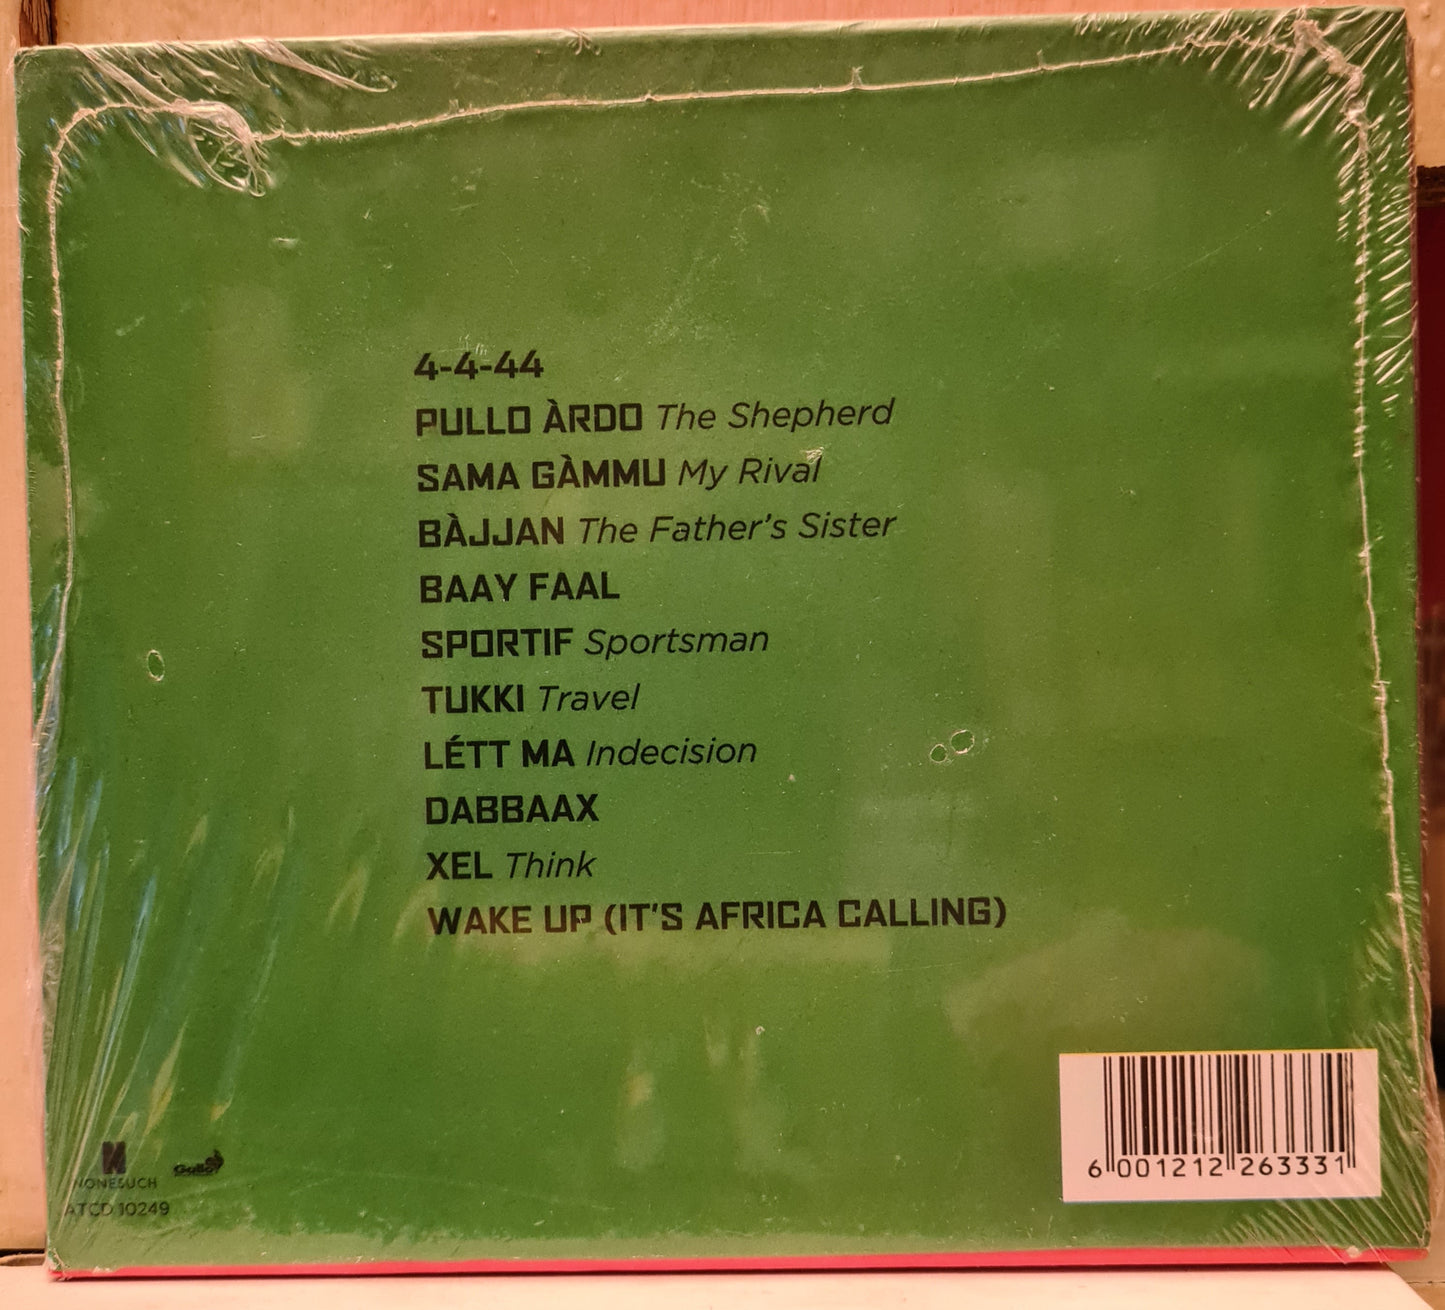 4-4-44
PULLO ÀRDO The Shepherd
SAMA GÀMMU My Rival
BÀJJAN The Father's Sister
BAAY FAAL
SPORTIF Sportsman
TUKKI Travel
LÉTT MA Indecision
DABBAAX
XEL Think
WAKE UP (IT'S AFRICA CALLING)
N
NONESUCH
Gallo
ATCD 10249
6 001212 263331